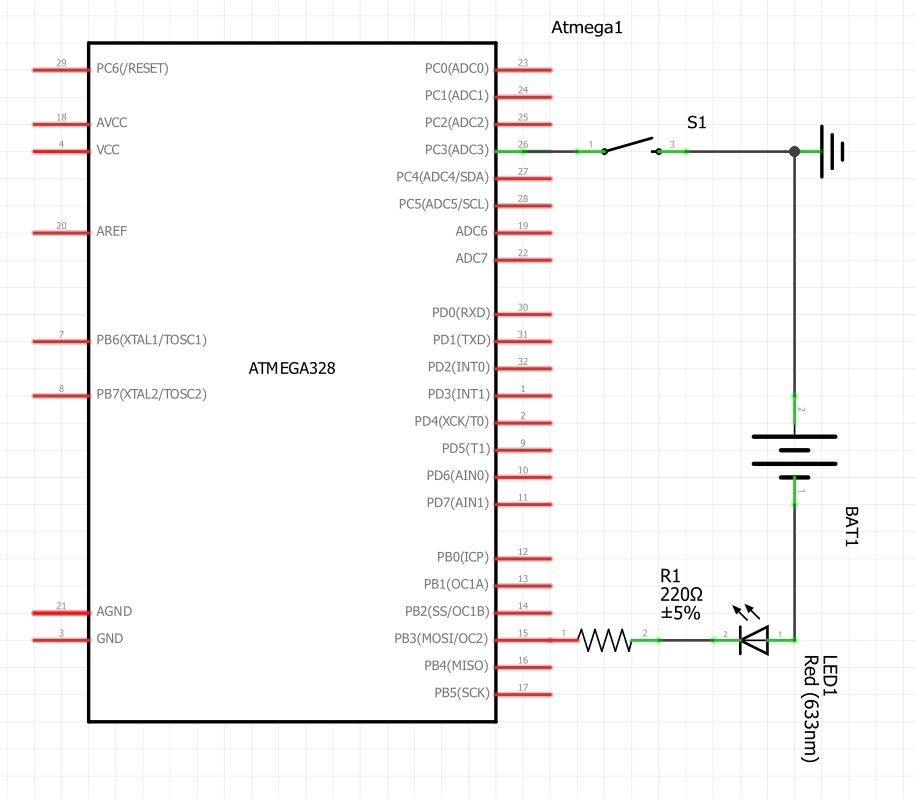 Atmega1
29 PC6(/RESET)
PC0(ADC0) 23
PC1(ADC1) 24
18 AVCC
PC2(ADC2) 25
S1
4 VCC
PC3(ADC3) 26
1
3
PC4(ADC4/SDA) 27
PC5(ADC5/SCL) 28
20 AREF
ADC6 19
ADC7 22
PD0(RXD) 30
7 PB6(XTAL1/TOSC1)
PD1(TXD) 31
ATMEGA328
PD2(INT0) 32
8 PB7(XTAL2/TOSC2)
PD3(INT1) 1
2
PD4(XCK/T0) 2
PD5(T1) 9
PD6(AIN0) 10
1
PD7(AIN1) 11
BAT1
PB0(ICP) 12
PB1(OC1A) 13
R1
220Ω
±5%
21 AGND
PB2(SS/OC1B) 14
3 GND
PB3(MOSI/OC2) 15
1
2
2
1
PB4(MISO) 16
PB5(SCK) 17
LED1
Red (633nm)